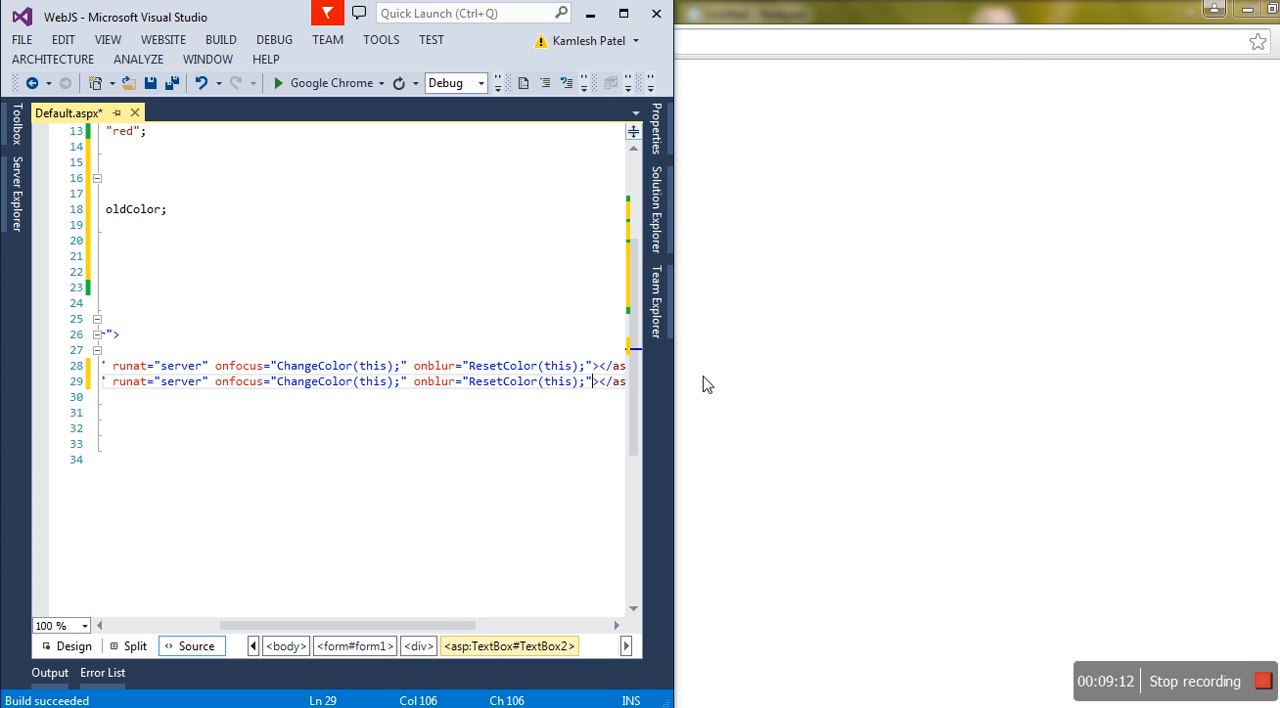 WebJS - Microsoft Visual Studio
Quick Launch (Ctrl+Q)
FILE EDIT VIEW WEBSITE BUILD DEBUG TEAM TOOLS TEST
Kamlesh Patel
ARCHITECTURE ANALYZE WINDOW HELP
Google Chrome
Debug
Default.aspx*
Toolbox
Server Explorer
13 "red";
14
15
16
17
18 oldColor;
19
20
21
22
23
24
25
26 ">
27
28 " runat="server" onfocus="ChangeColor(this);" onblur="ResetColor(this);"></as
29 " runat="server" onfocus="ChangeColor(this);" onblur="ResetColor(this);"></as
30
31
32
33
34
Properties
Solution Explorer
Team Explorer
100 %
Design Split Source
<body> <form#form1> <div> <asp:TextBox#TextBox2>
Output Error List
Build succeeded Ln 29 Col 106 Ch 106 INS
00:09:12 Stop recording